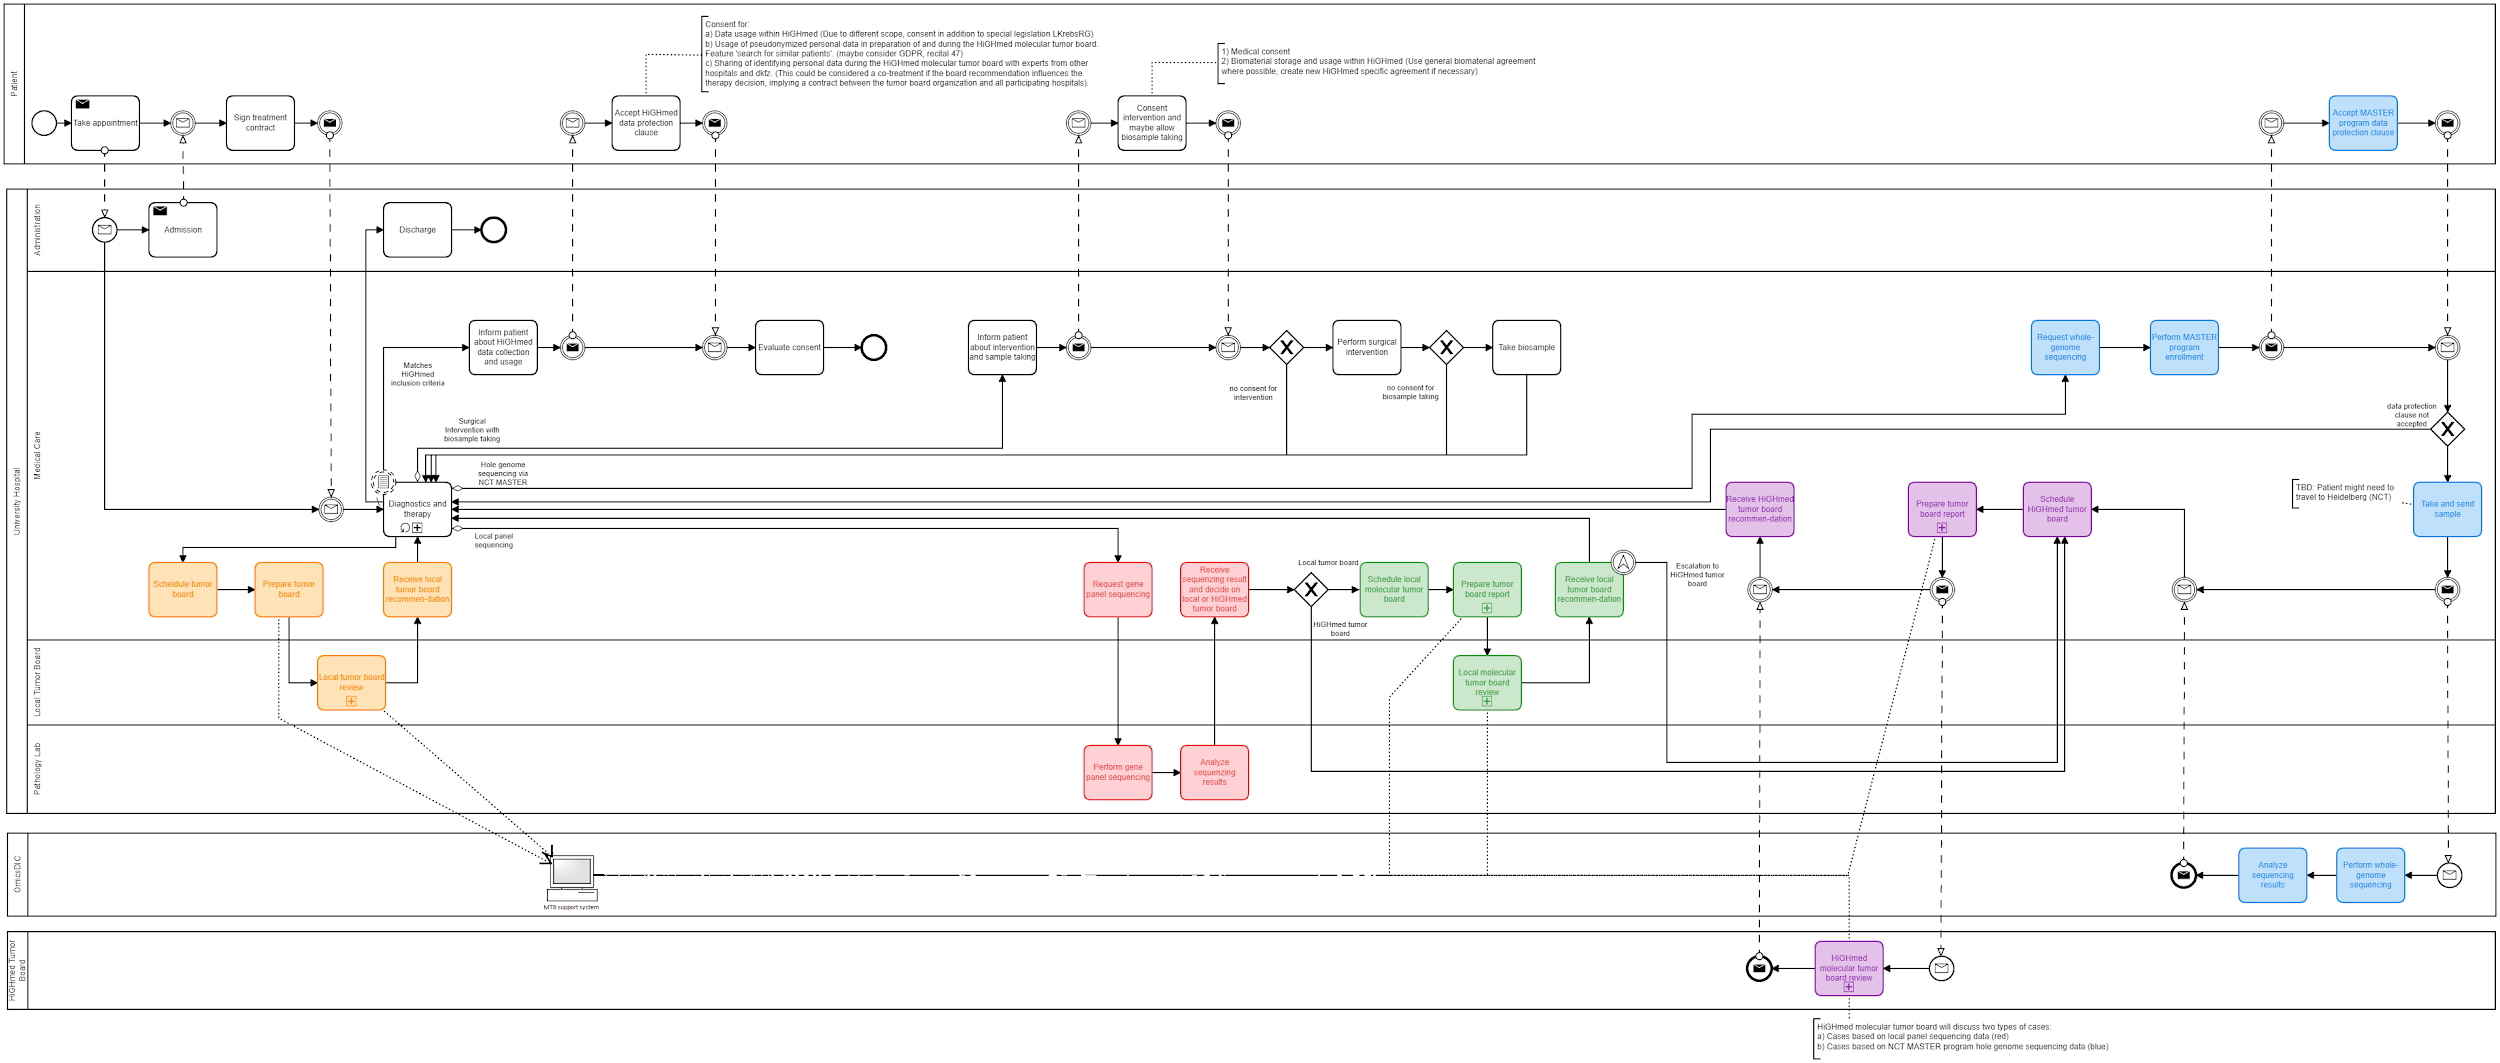 Patient
Take appointment
Sign treatment
contract
Consent for:
a) Data usage within HiGHmed (Due to different scope, consent in addition to special legislation LKrebsRG)
b) Usage of pseudonymized personal data in preparation of and during the HiGHmed molecular tumor board.
Feature 'search for similar patients'. (maybe consider GDPR, recital 47)
c) Sharing of identifying personal data during the HiGHmed molecular tumor board with experts from other
hospitals and dkfz. (This could be considered a co-treatment if the board recommendation influences the
therapy decision, implying a contract between the tumor board organization and all participating hospitals).
Accept HiGHmed
data protection
clause
1) Medical consent
2) Biomaterial storage and usage within HiGHmed (Use general biomaterial agreement
where possible, create new HiGHmed specific agreement if necessary)
Consent
intervention and
maybe allow
biosample taking
Accept MASTER
program data
protection clause
University Hospital
Administration
Admission
Discharge
Medical Care
Inform patient
about HiGHmed
data collection
and usage
Evaluate consent
Inform patient
about intervention
and sample taking
Perform surgical
intervention
Take biosample
Request whole-
genome
sequencing
Perform MASTER
program
enrollment
Matches
HiGHmed
inclusion criteria
no consent for
intervention
no consent for
biosample taking
data protection
clause not
accepted
Surgical
Intervention with
biosample taking
Hole genome
sequencing via
NCT MASTER
Diagnostics and
therapy
Local panel
sequencing
Receive HiGHmed
tumor board
recommen-dation
Prepare tumor
board report
Schedule
HiGHmed tumor
board
TBD: Patient might need to
travel to Heidelberg (NCT)
Take and send
sample
Scheldule tumor
board
Prepare tumor
board
Receive local
tumor board
recommen-dation
Request gene
panel sequencing
Receive
sequenzing result
and decide on
local or HiGHmed
tumor board
Local tumor board
HiGHmed tumor
board
Schedule local
molecular tumor
board
Prepare tumor
board report
Receive local
tumor board
recommen-dation
Escalation to
HiGHmed tumor
board
Local Tumor Board
Local tumor board
review
Local molecular
tumor board
review
Pathology Lab
Perform gene
panel sequencing
Analyze
sequenzing
results
OmicsDIC
MTB support system
Analyze
sequencing
results
Perform whole-
genome
sequencing
HiGHmed Tumor
Board
HiGHmed
molecular tumor
board review
HiGHmed molecular tumor board will discuss two types of cases:
a) Cases based on local panel sequencing data (red)
b) Cases based on NCT MASTER program hole genome sequencing data (blue)